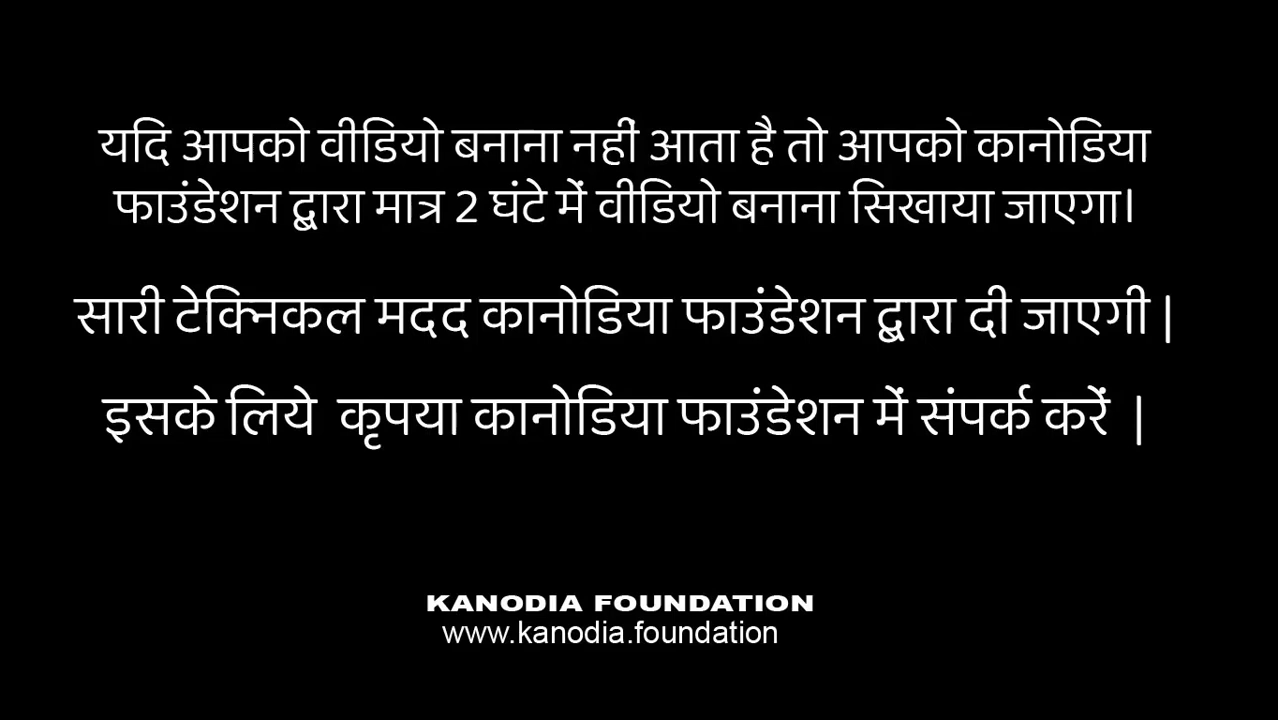 यदि आपको वीडियो बनाना नहीं आता है तो आपको कानोडिया
फाउंडेशन द्वारा मात्र 2 घंटे में वीडियो बनाना सिखाया जाएगा।
सारी टेक्निकल मदद कानोडिया फाउंडेशन द्वारा दी जाएगी |
इसके लिये कृपया कानोडिया फाउंडेशन में संपर्क करें |
KANODIA FOUNDATION
www.kanodia.foundation